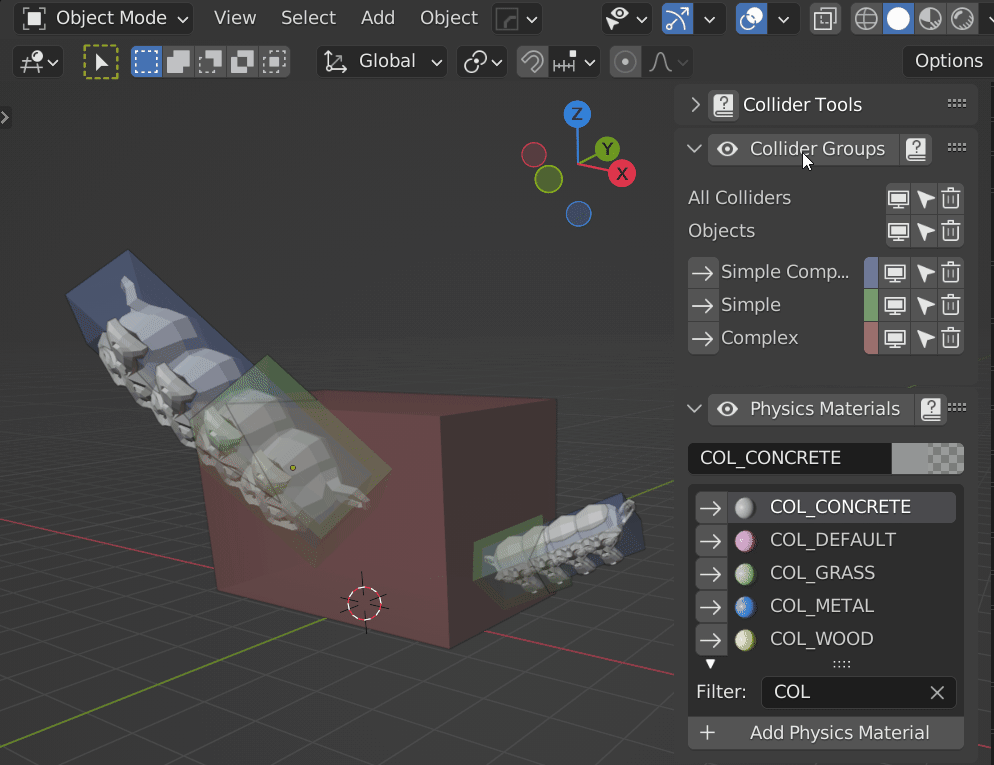 Object Mode View Select Add Object
Global Options
Collider Tools
Z
Y
X
Collider Groups
All Colliders
Objects
Simple Comp...
Simple
Complex
Physics Materials
COL_CONCRETE
COL_CONCRETE
COL_DEFAULT
COL_GRASS
COL_METAL
COL_WOOD
Filter: COL
Add Physics Material